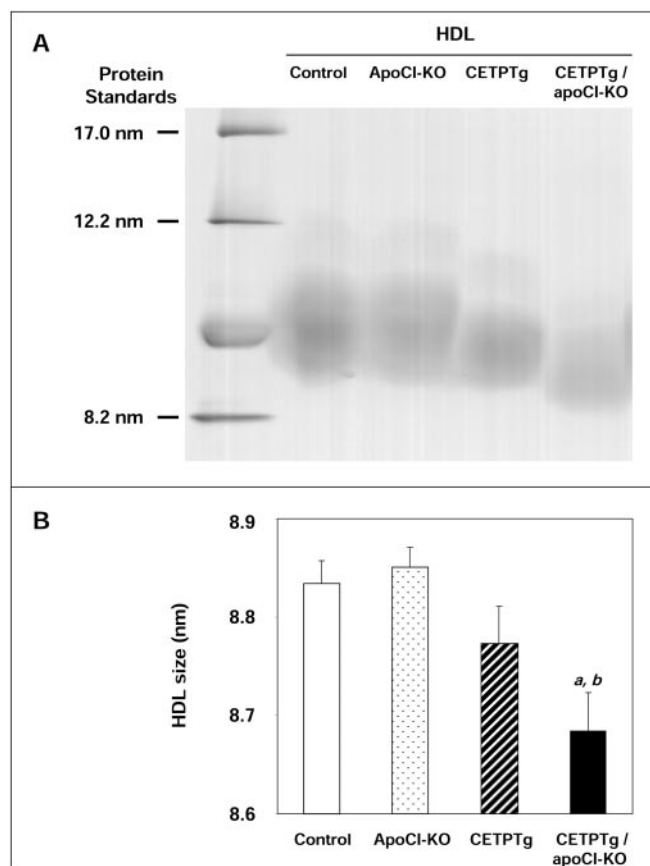 A
HDL
Protein
Standards
Control
ApoCI-KO
CETPTg
CETPTg /
apoCI-KO
17.0 nm
12.2 nm
8.2 nm
B
HDL size (nm)
8.9
8.8
8.7
8.6
a, b
Control
ApoCI-KO
CETPTg
CETPTg /
apoCI-KO